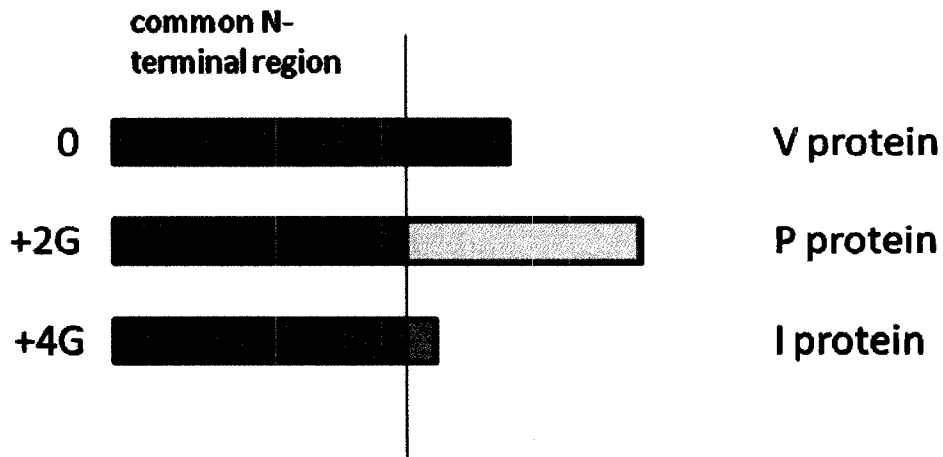 common N-
terminal region
0
V protein
+2G
P protein
+4G
I protein